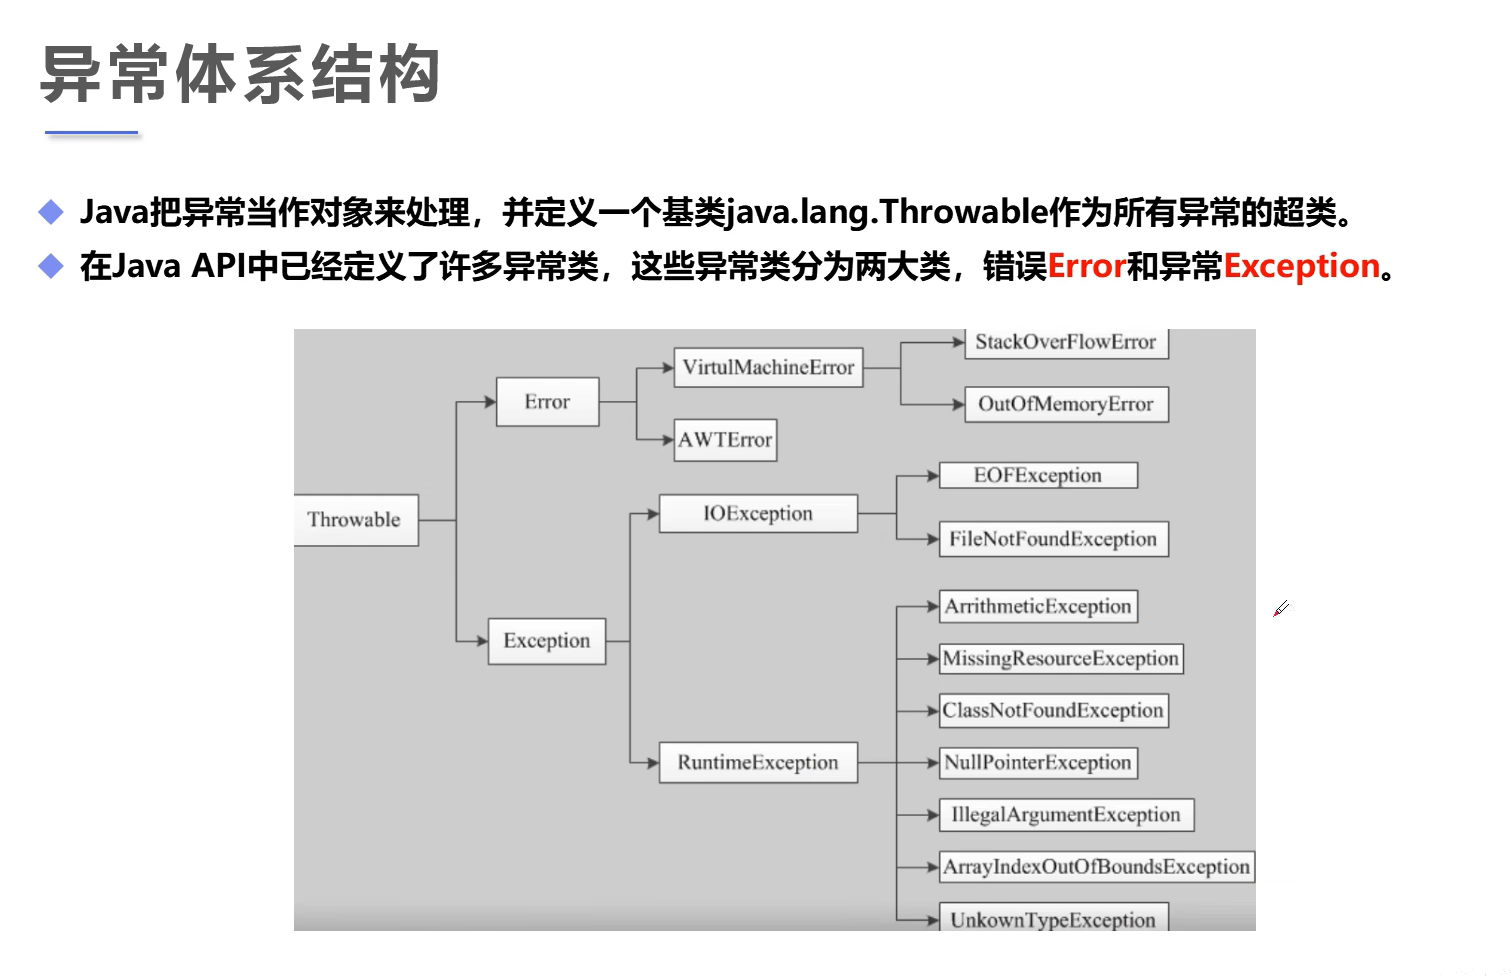 异常体系结构
Java把异常当作对象来处理，并定义一个基类java.lang.Throwable作为所有异常的超类。
在Java API中已经定义了许多异常类，这些异常类分为两大类，错误Error和异常Exception。
StackOverFlowError
VirtulMachineError
Error
OutOfMemoryError
AWTError
EOFException
IOException
Throwable
FileNotFoundException
ArrithmeticException
Exception
MissingResourceException
ClassNotFoundException
RuntimeException
NullPointerException
IllegalArgumentException
ArrayIndexOutOfBoundsException
UnkownTypeException